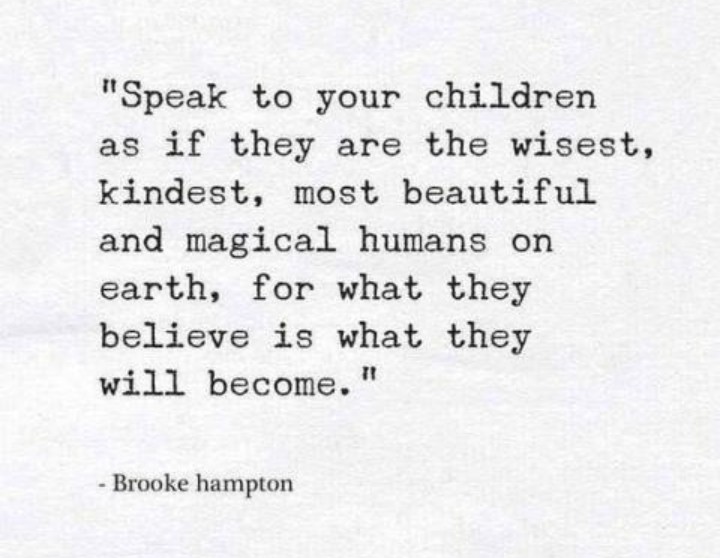 "Speak to your children
as if they are the wisest,
kindest, most beautiful
and magical humans on
earth, for what they
believe is what they
will become."
- Brooke hampton